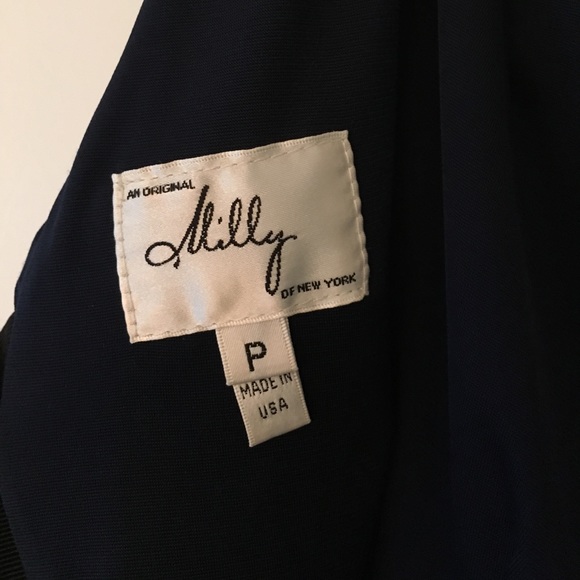 AN ORIGINAL
Milly
OF NEW YORK
P
MADE IN
USA